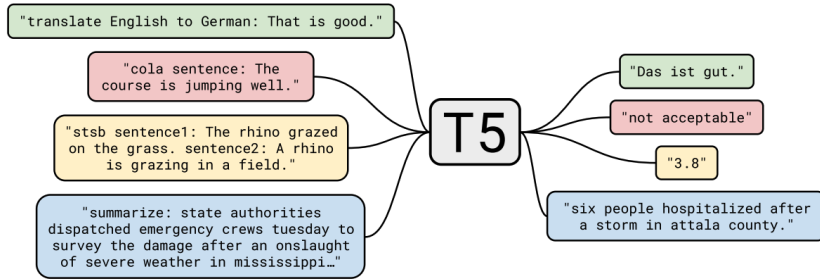 "translate English to German: That is good."
"cola sentence: The
course is jumping well."
"stsb sentence1: The rhino grazed
on the grass. sentence2: A rhino
is grazing in a field."
"summarize: state authorities
dispatched emergency crews tuesday to
survey the damage after an onslaught
of severe weather in mississippi…"
T5
"Das ist gut."
"not acceptable"
"3.8"
"six people hospitalized after
a storm in attala county."